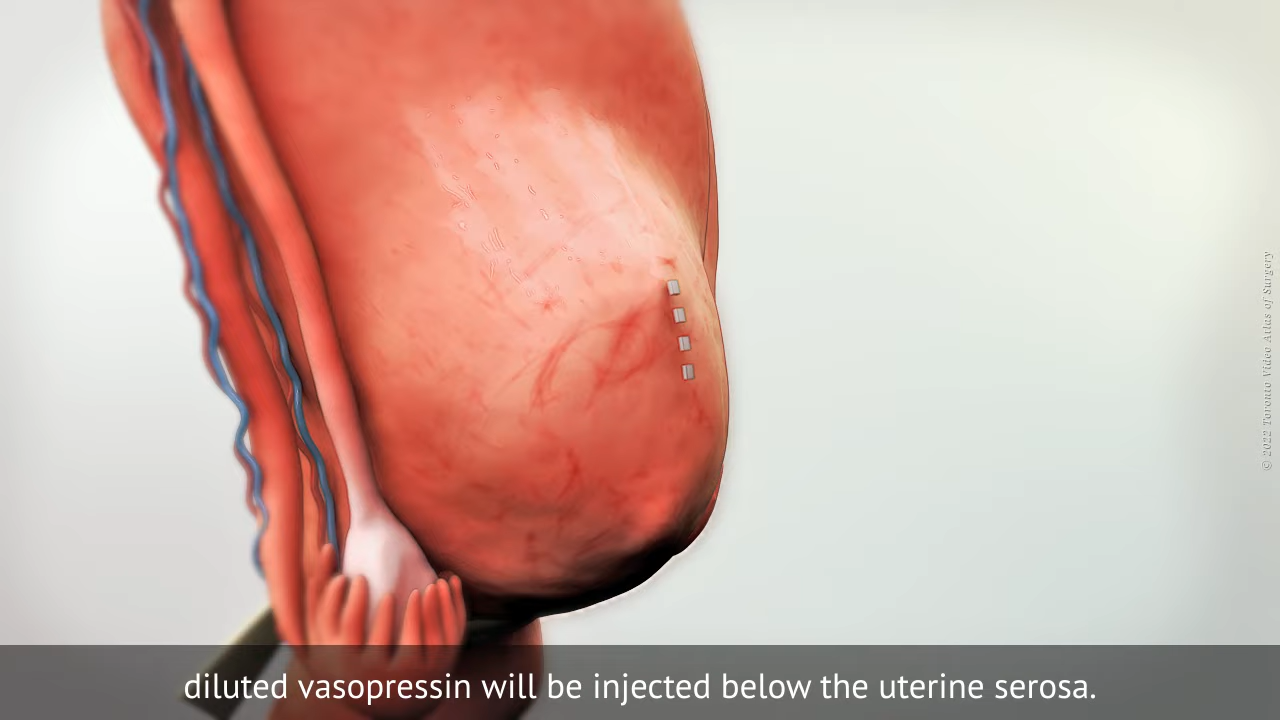 © 2022 Toronto Video Atlas of Surgery
diluted vasopressin will be injected below the uterine serosa.